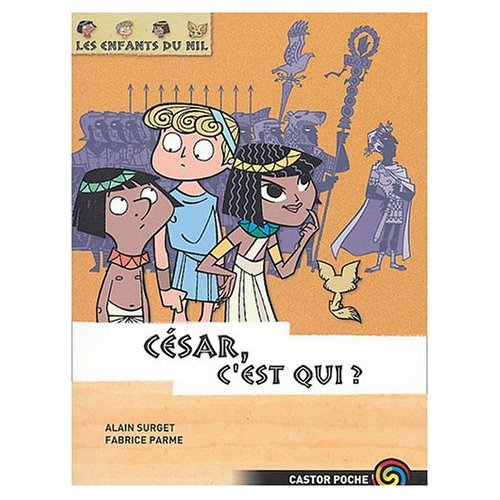 LES ENFANTS DU NIL
CÉSAR,
C'EST QUI ?
ALAIN SURGET
FABRICE PARME
CASTOR POCHE